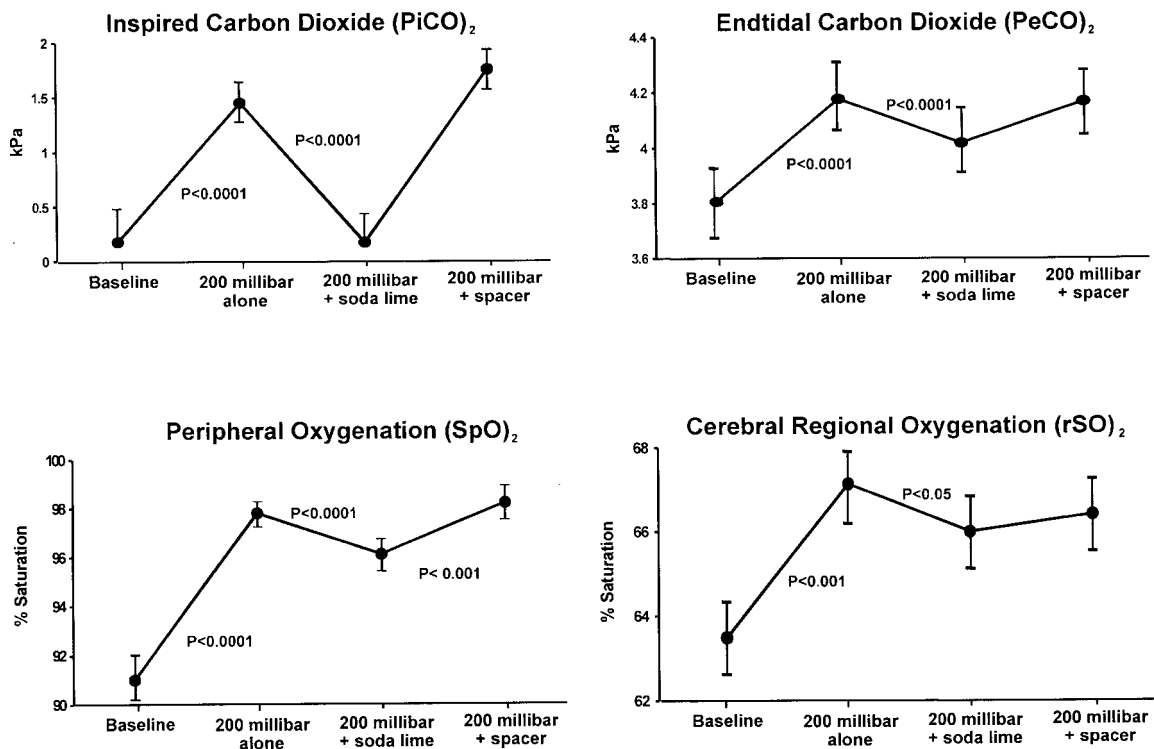 Inspired Carbon Dioxide (PiCO)2
2
1.5
1
0.5
0
kPa
P<0.0001
P<0.0001
Baseline
200 millibar
alone
200 millibar
+ soda lime
200 millibar
+ spacer
Endtidal Carbon Dioxide (PeCO)2
4.4
4.2
4
3.8
3.6
kPa
P<0.0001
P<0.0001
Baseline
200 millibar
alone
200 millibar
+ soda lime
200 millibar
+ spacer
Peripheral Oxygenation (SpO)2
100
98
96
94
92
90
% Saturation
P<0.0001
P< 0.001
P<0.0001
Baseline
200 millibar
alone
200 millibar
+ soda lime
200 millibar
+ spacer
Cerebral Regional Oxygenation (rSO)2
68
66
64
62
% Saturation
P<0.05
P<0.001
Baseline
200 millibar
alone
200 millibar
+ soda lime
200 millibar
+ spacer